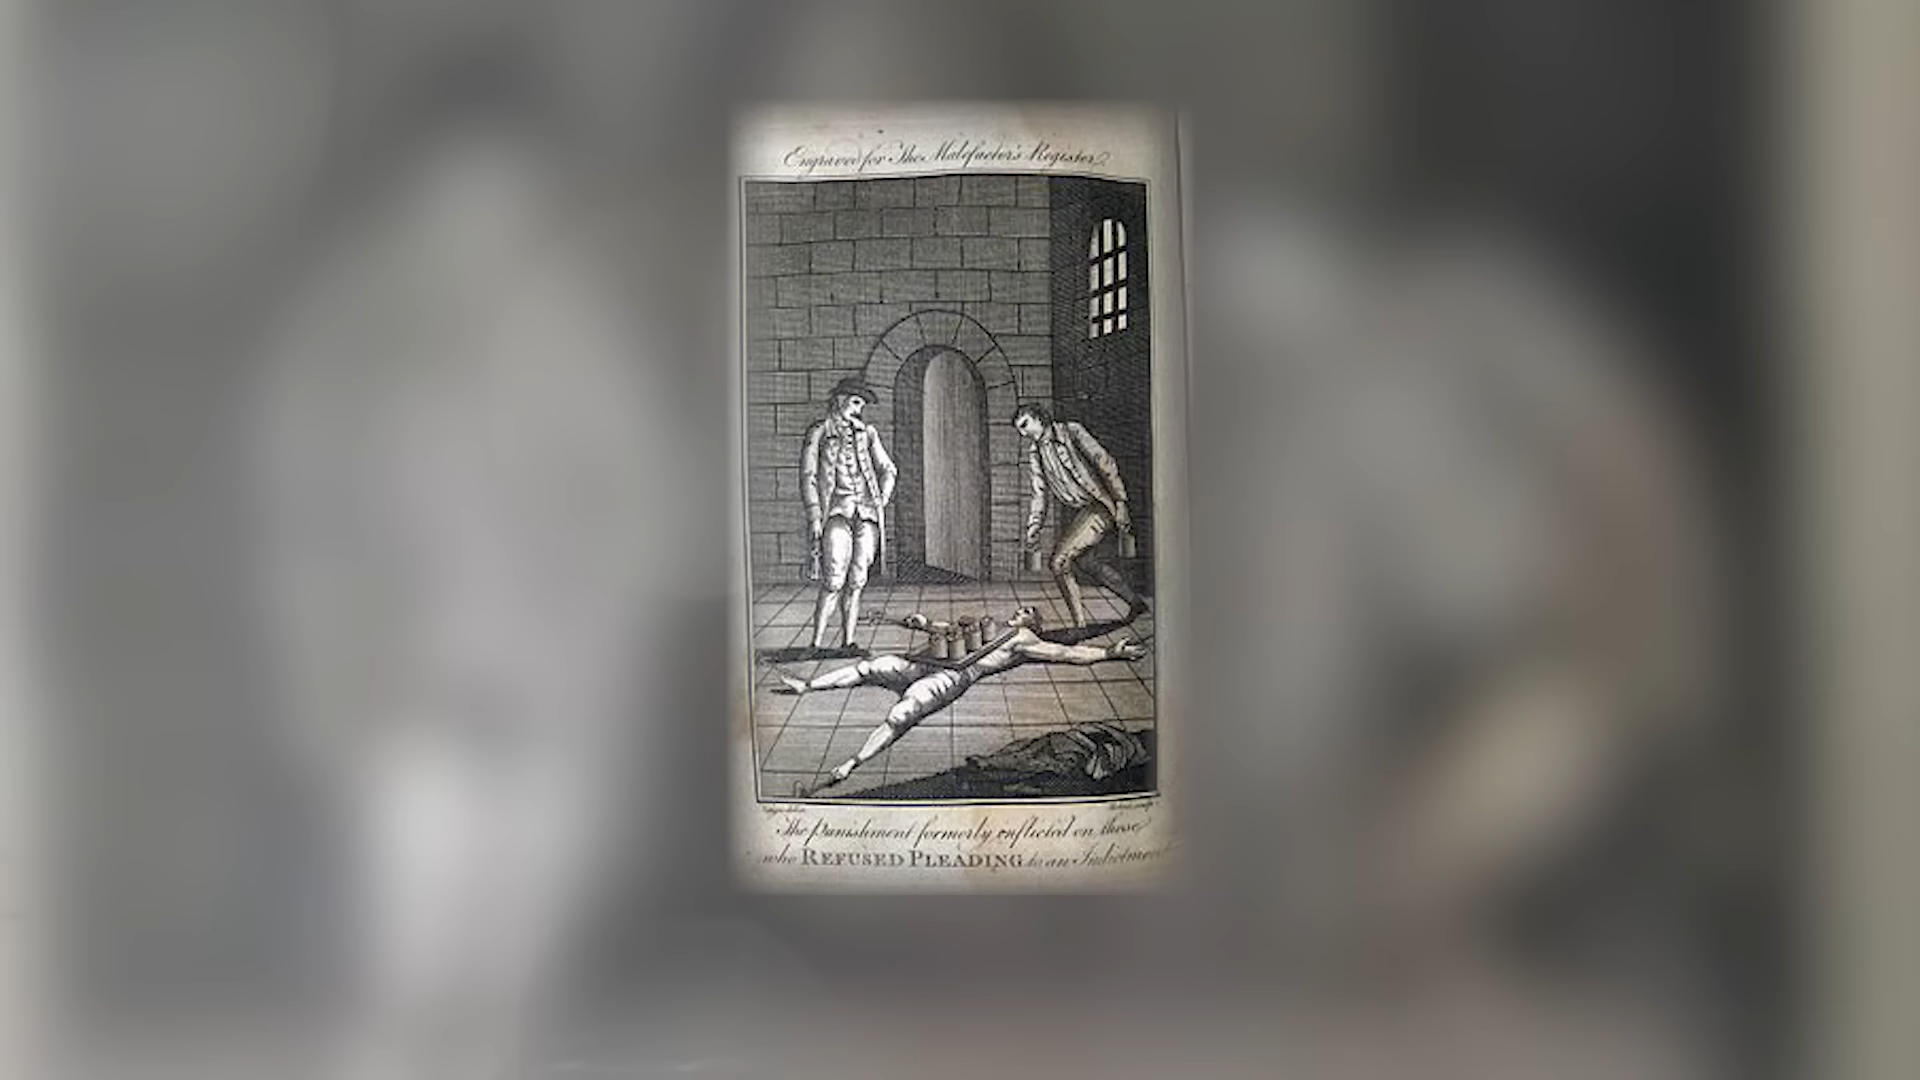 Engraved for The Malefactor's Register.
The Punishment formerly inflicted on those
who REFUSED PLEADING to an Indictment